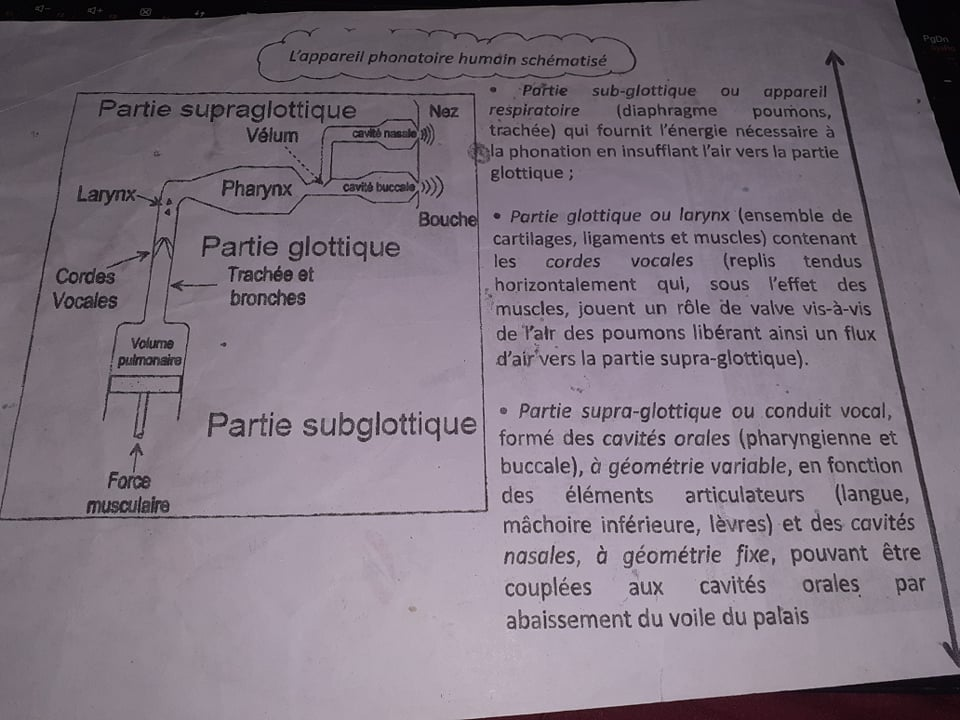 PgDn
L'appareil phonatoire humain schématisé
Partie supraglottique
Nez
Vélum
cavité nasale
Larynx
Pharynx
cavité buccale
Bouche
Partie glottique
Cordes
Vocales
Trachée et
bronches
Volume
pulmonaire
Partie subglottique
Force
musculaire
• Partie sub-glottique ou appareil
respiratoire (diaphragme poumons,
trachée) qui fournit l'énergie nécessaire à
la phonation en insufflant l'air vers la partie
glottique ;
• Partie glottique ou larynx (ensemble de
cartilages, ligaments et muscles) contenant
les cordes vocales (replis tendus
horizontalement qui, sous l'effet des
muscles, jouent un rôle de valve vis-à-vis
de l'air des poumons libérant ainsi un flux
d'air vers la partie supra-glottique).
• Partie supra-glottique ou conduit vocal,
formé des cavités orales (pharyngienne et
buccale), à géométrie variable, en fonction
des éléments articulateurs (langue,
mâchoire inférieure, lèvres) et des cavités
nasales, à géométrie fixe, pouvant être
couplées aux cavités orales par
abaissement du voile du palais